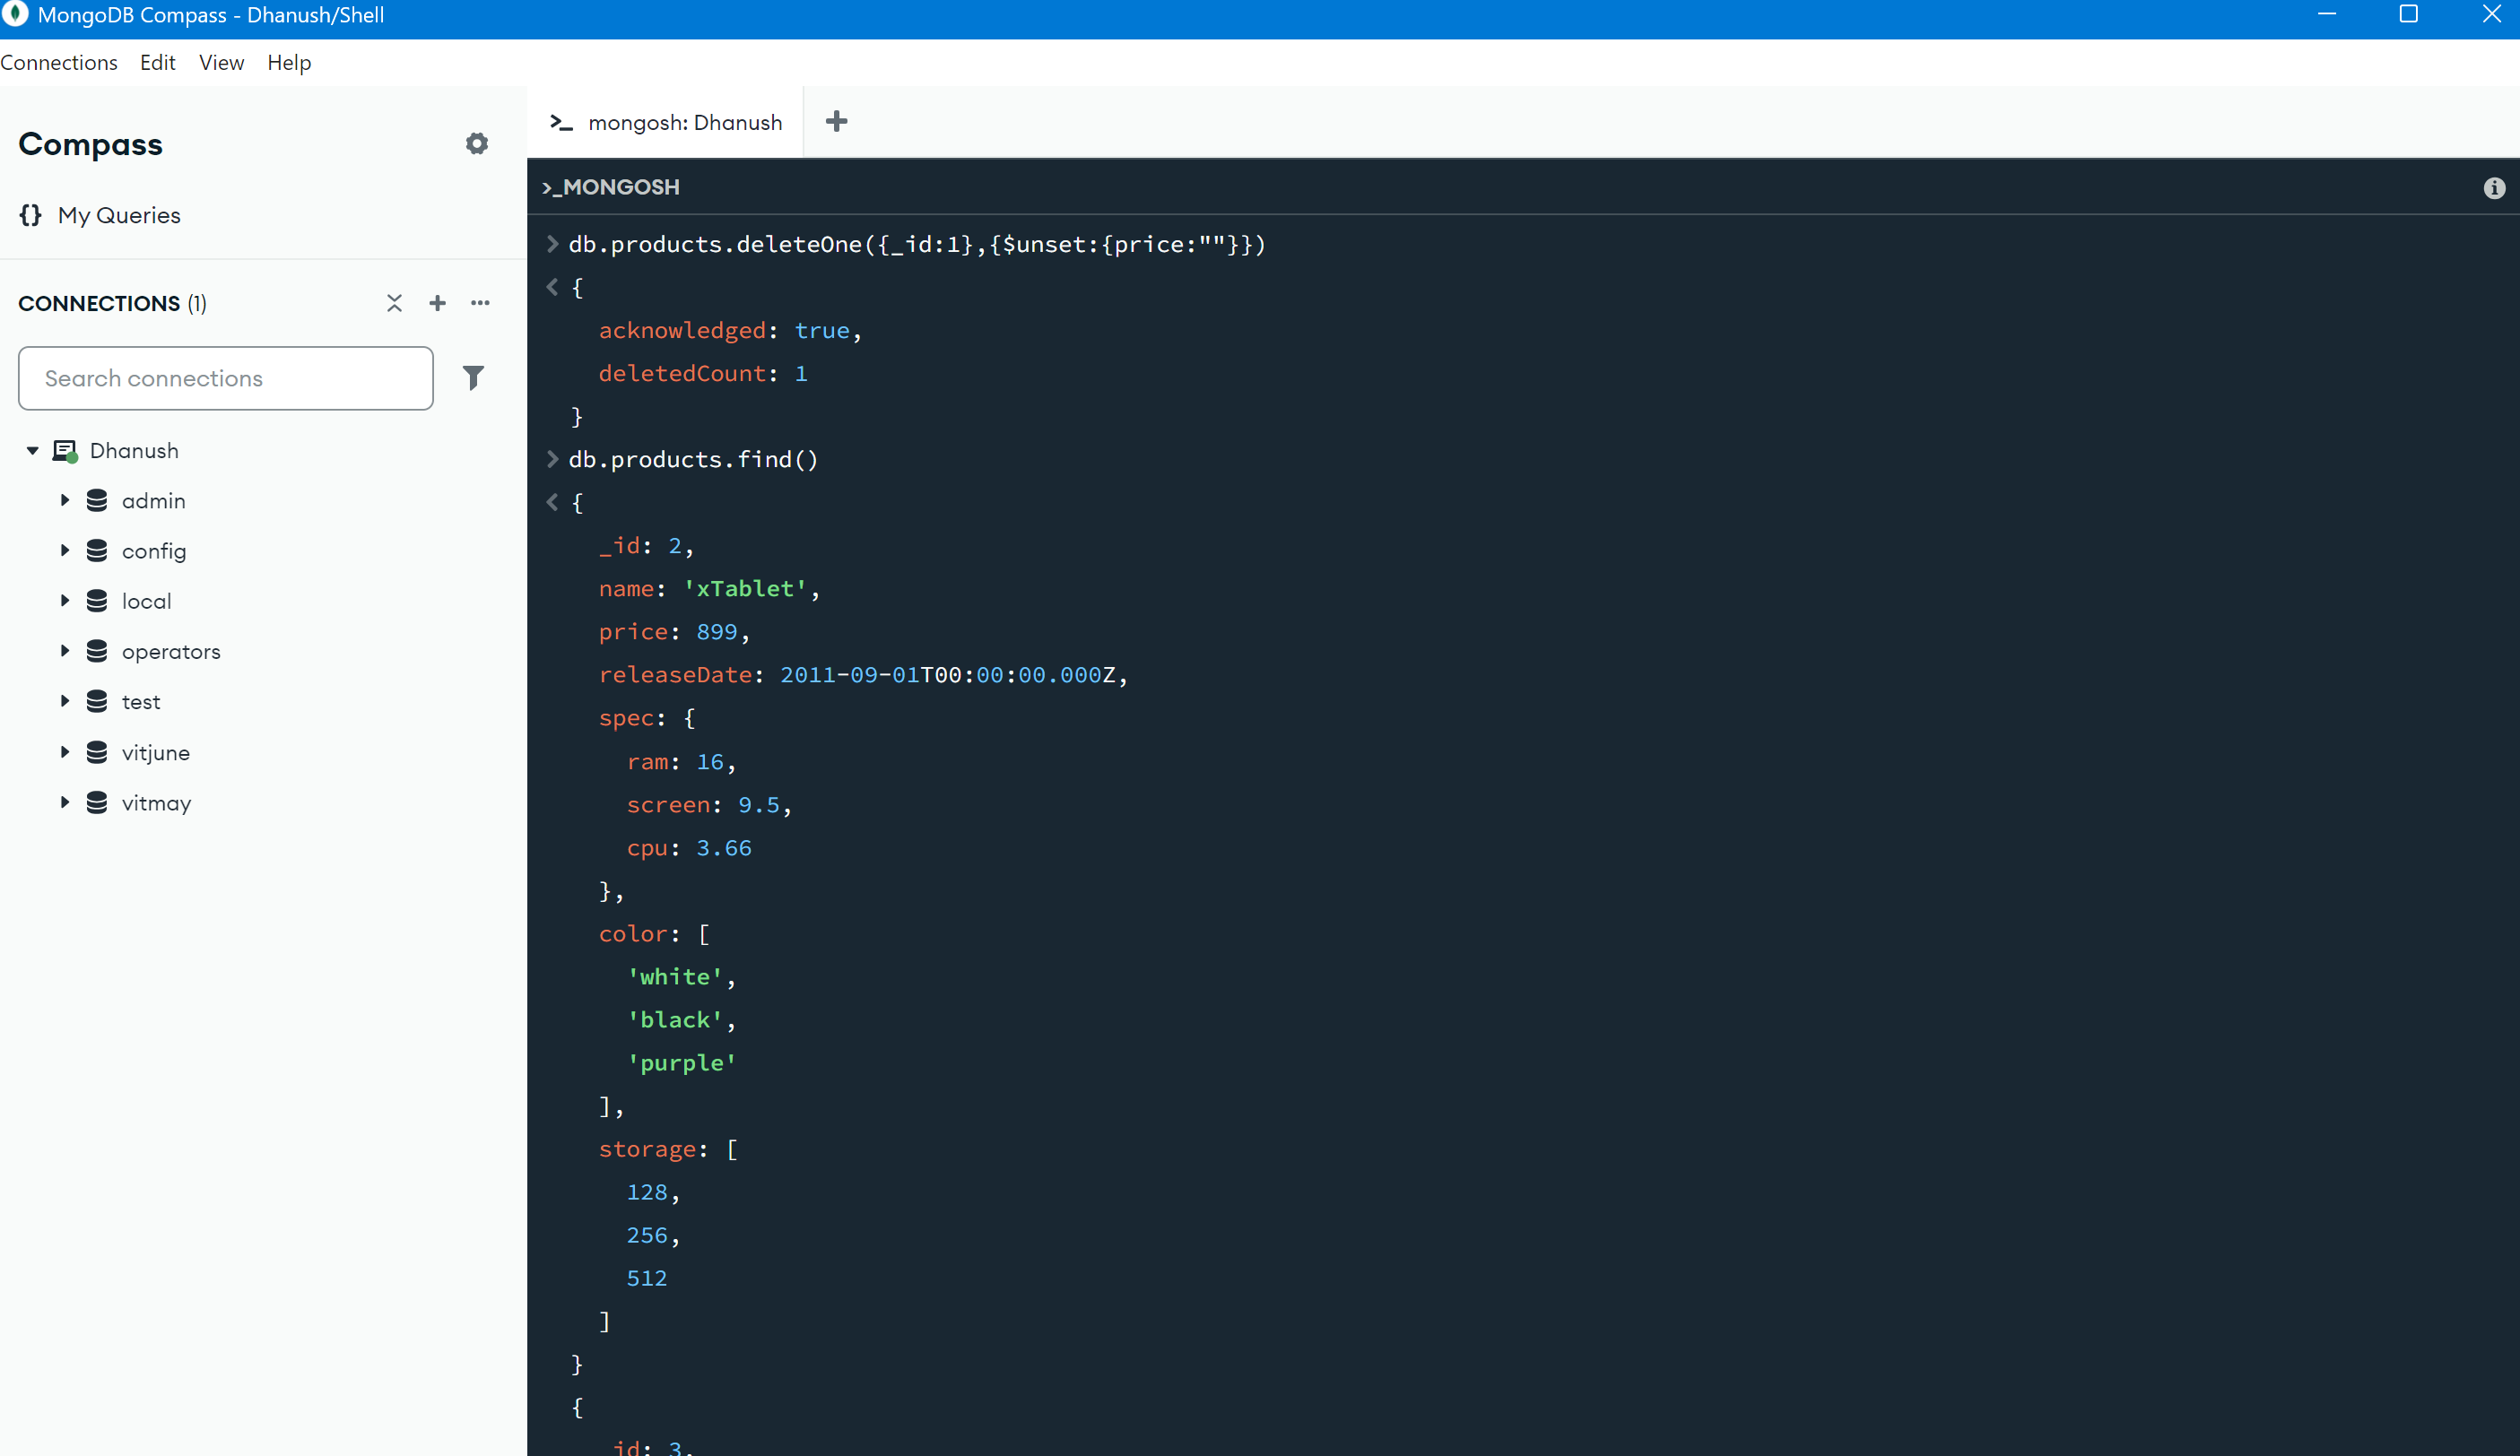 MongoDB Compass - Dhanush/Shell
Connections Edit View Help
Compass
{} My Queries
CONNECTIONS (1)
Search connections
Dhanush
admin
config
local
operators
test
vitjune
vitmay
>_ mongosh: Dhanush +
>_MONGOSH
> db.products.deleteOne({_id:1},{$unset:{price:""}})
< {
acknowledged: true,
deletedCount: 1
}
> db.products.find()
< {
_id: 2,
name: 'xTablet',
price: 899,
releaseDate: 2011-09-01T00:00:00.000Z,
spec: {
ram: 16,
screen: 9.5,
cpu: 3.66
},
color: [
'white',
'black',
'purple'
],
storage: [
128,
256,
512
]
}
{
_id: 3,